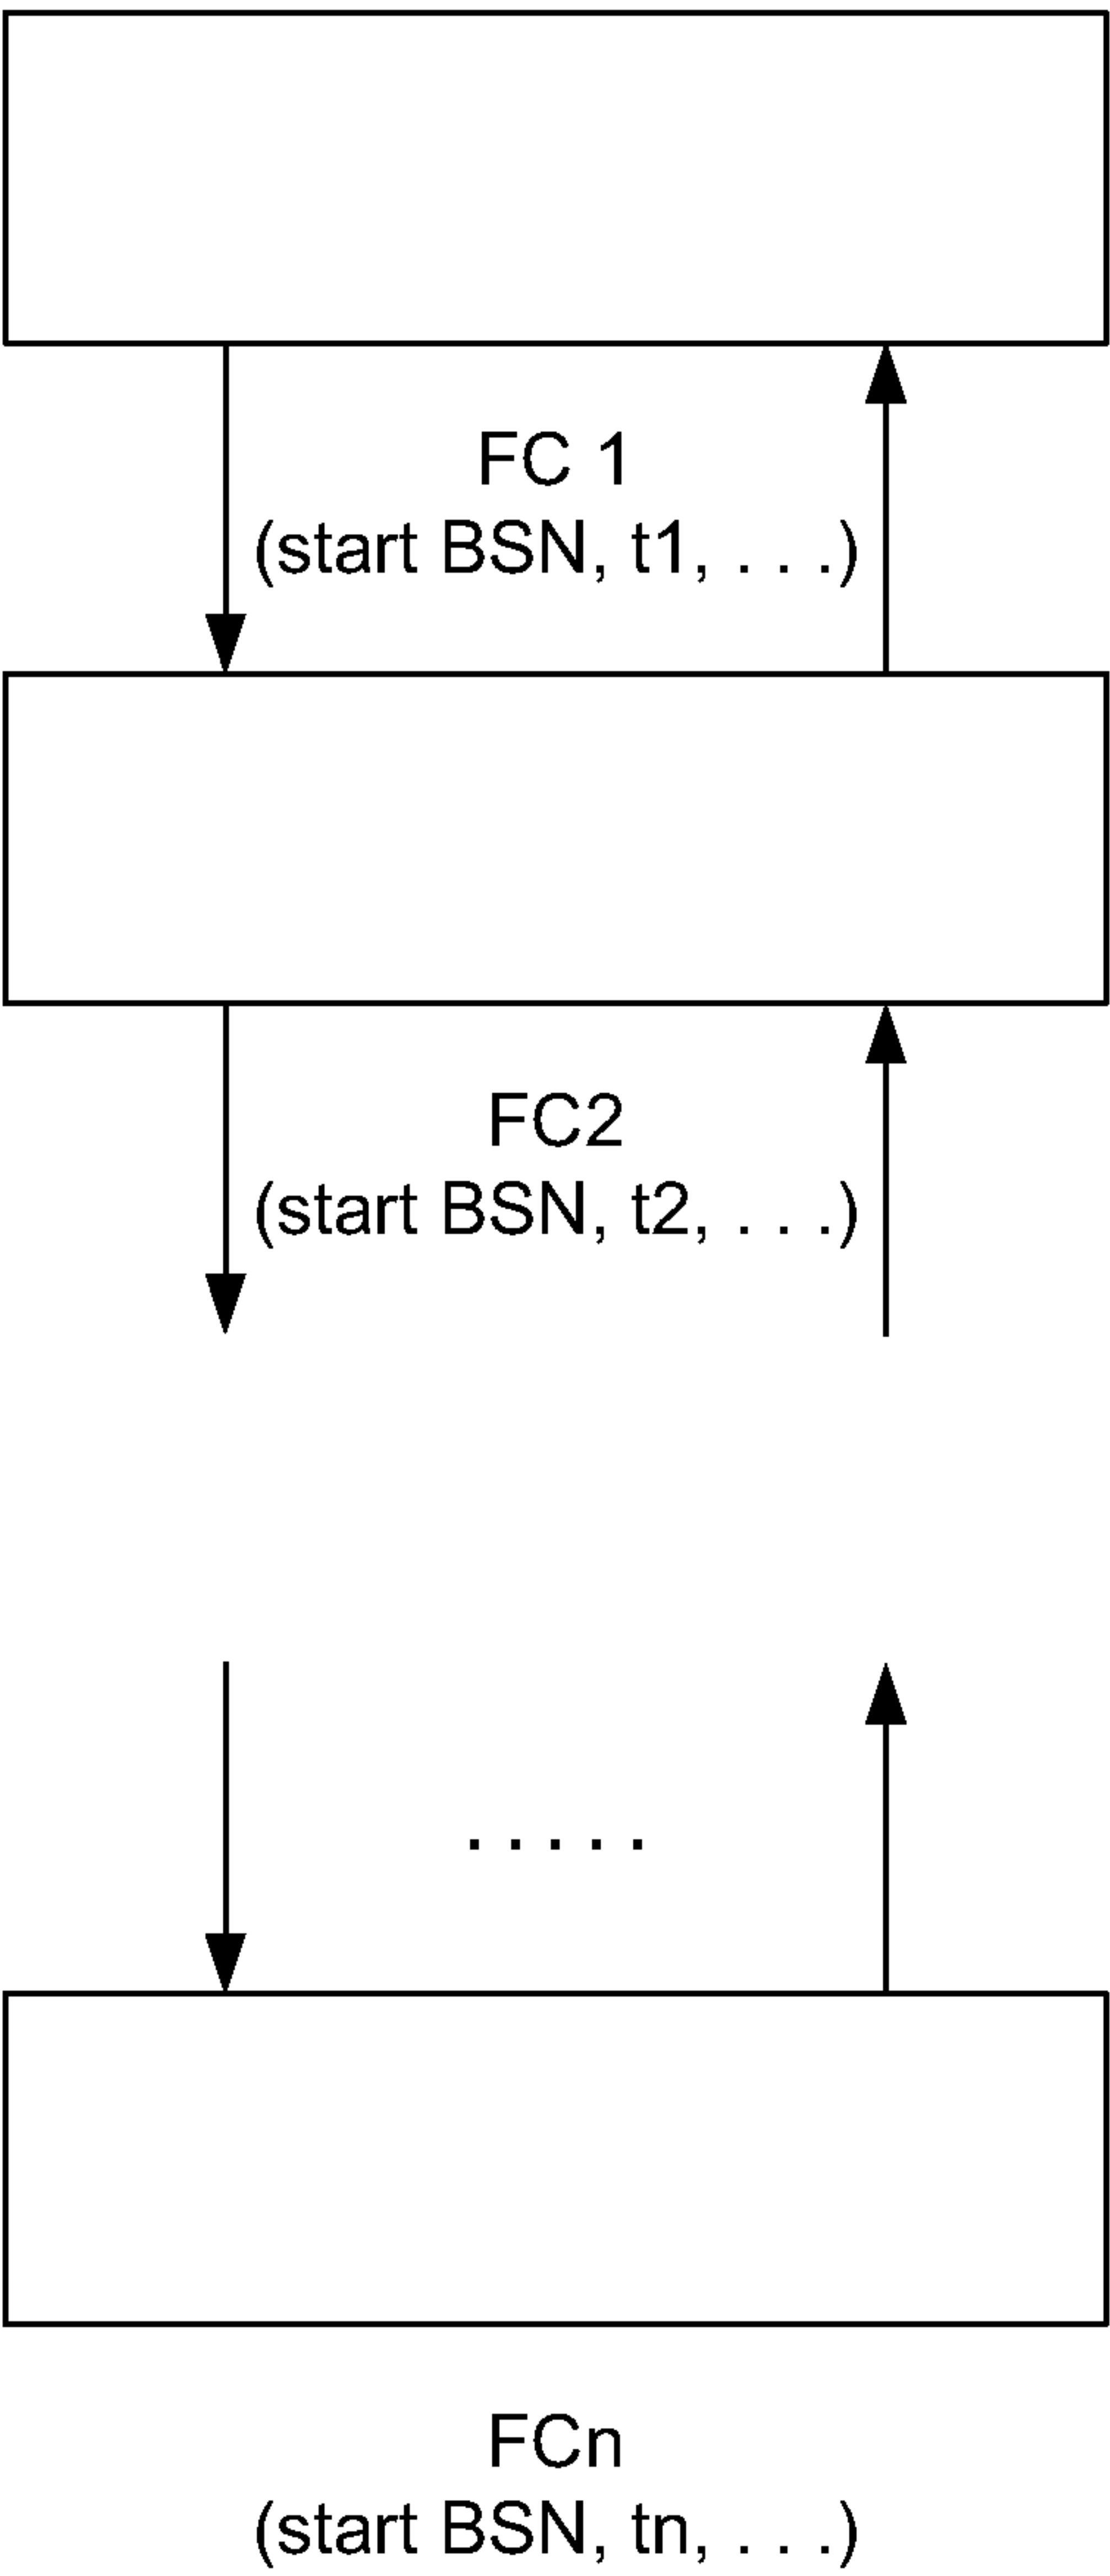 FC 1
(start BSN, t1, . . .)
FC2
(start BSN, t2, . . .)
. . . . .
FCn
(start BSN, tn, . . .)